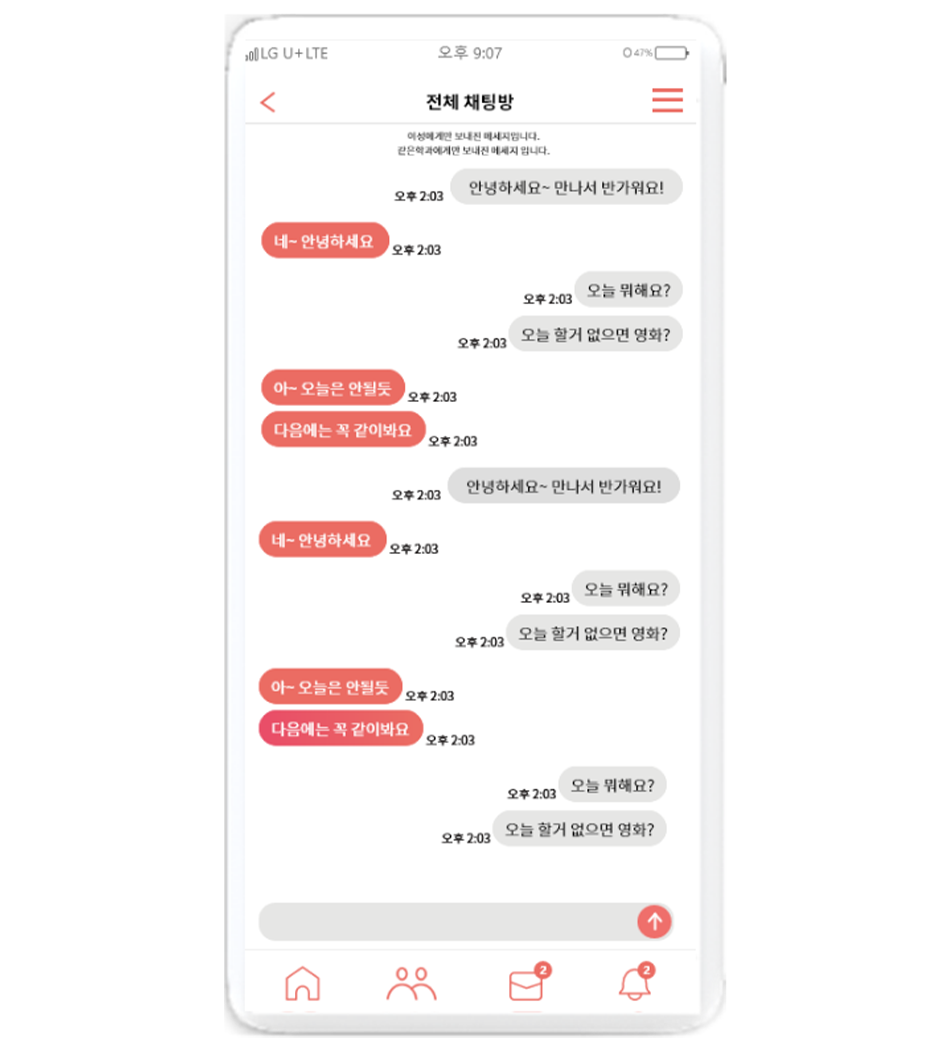 LG U+ LTE 오후 9:07 47%
전체 채팅방
이성에게만 보내진 메세지입니다.
같은학과에게만 보내진 메세지 입니다.
오후 2:03 안녕하세요~ 만나서 반가워요!
네~ 안녕하세요 오후 2:03
오후 2:03 오늘 뭐해요?
오후 2:03 오늘 할거 없으면 영화?
아~ 오늘은 안될듯 오후 2:03
다음에는 꼭 같이봐요 오후 2:03
오후 2:03 안녕하세요~ 만나서 반가워요!
네~ 안녕하세요 오후 2:03
오후 2:03 오늘 뭐해요?
오후 2:03 오늘 할거 없으면 영화?
아~ 오늘은 안될듯 오후 2:03
다음에는 꼭 같이봐요 오후 2:03
오후 2:03 오늘 뭐해요?
오후 2:03 오늘 할거 없으면 영화?
2 2